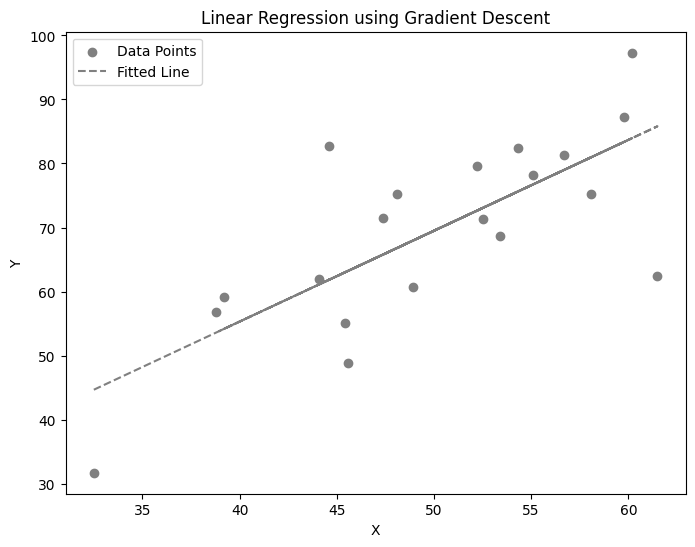 Linear Regression using Gradient Descent
Data Points
Fitted Line
100
90
80
70
60
50
40
30
Y
35
40
45
50
55
60
X